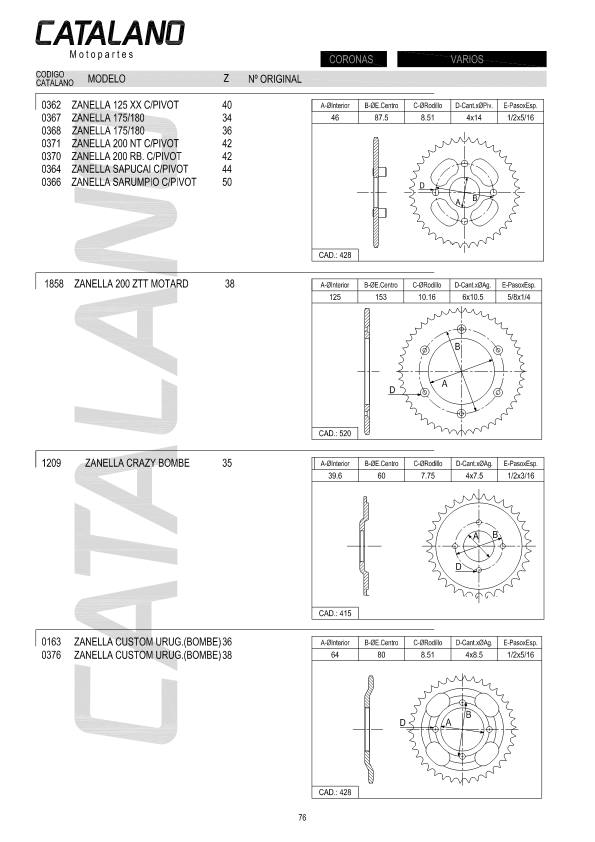 CATALANO
Motopartes
CORONAS VARIOS
CODIGO CATALANO MODELO Z Nº ORIGINAL
0362 ZANELLA 125 XX C/PIVOT 40
0367 ZANELLA 175/180 34
0368 ZANELLA 175/180 36
0371 ZANELLA 200 NT C/PIVOT 42
0370 ZANELLA 200 RB. C/PIVOT 42
0364 ZANELLA SAPUCAI C/PIVOT 44
0366 ZANELLA SARUMPIO C/PIVOT 50
A-ØInterior B-ØE.Centro C-ØRodillo D-Cant.xØPiv. E-PasoxEsp.
46 87.5 8.51 4x14 1/2x5/16
D A B
CAD.: 428
1858 ZANELLA 200 ZTT MOTARD 38
A-ØInterior B-ØE.Centro C-ØRodillo D-Cant.xØAg. E-PasoxEsp.
125 153 10.16 6x10.5 5/8x1/4
B
A
D
CAD.: 520
1209 ZANELLA CRAZY BOMBE 35
A-ØInterior B-ØE.Centro C-ØRodillo D-Cant.xØAg. E-PasoxEsp.
39.6 60 7.75 4x7.5 1/2x3/16
A B
D
CAD.: 415
0163 ZANELLA CUSTOM URUG.(BOMBE) 36
0376 ZANELLA CUSTOM URUG.(BOMBE) 38
A-ØInterior B-ØE.Centro C-ØRodillo D-Cant.xØAg. E-PasoxEsp.
64 80 8.51 4x8.5 1/2x5/16
D A B
CAD.: 428
CATALANO
76